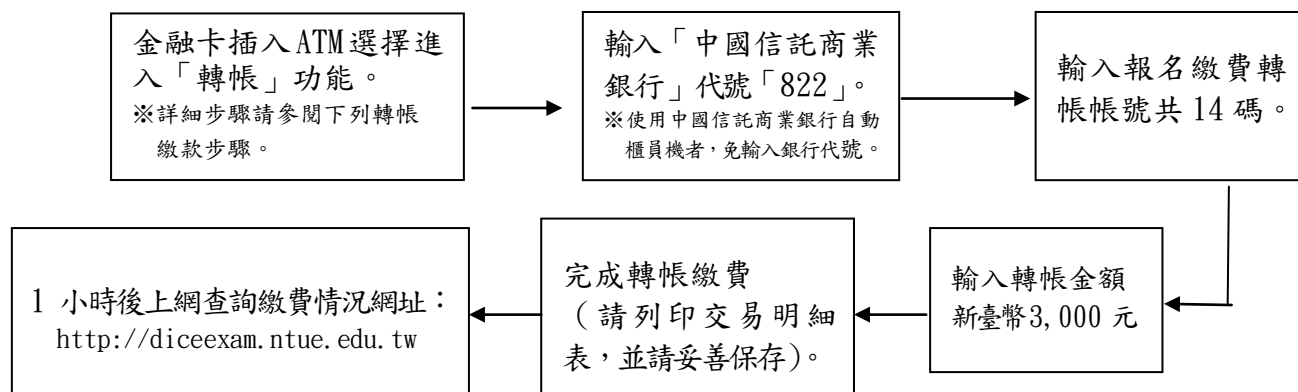 金融卡插入ATM選擇進
入「轉帳」功能。
※詳細步驟請參閱下列轉帳
繳款步驟。
輸入「中國信託商業
銀行」代號「822」。
※使用中國信託商業銀行自動
櫃員機者，免輸入銀行代號。
輸入報名繳費轉
帳帳號共 14 碼。
輸入轉帳金額
新臺幣3,000 元
完成轉帳繳費
（請列印交易明細
表，並請妥善保存）。
1 小時後上網查詢繳費情況網址：
http://diceexam.ntue.edu.tw